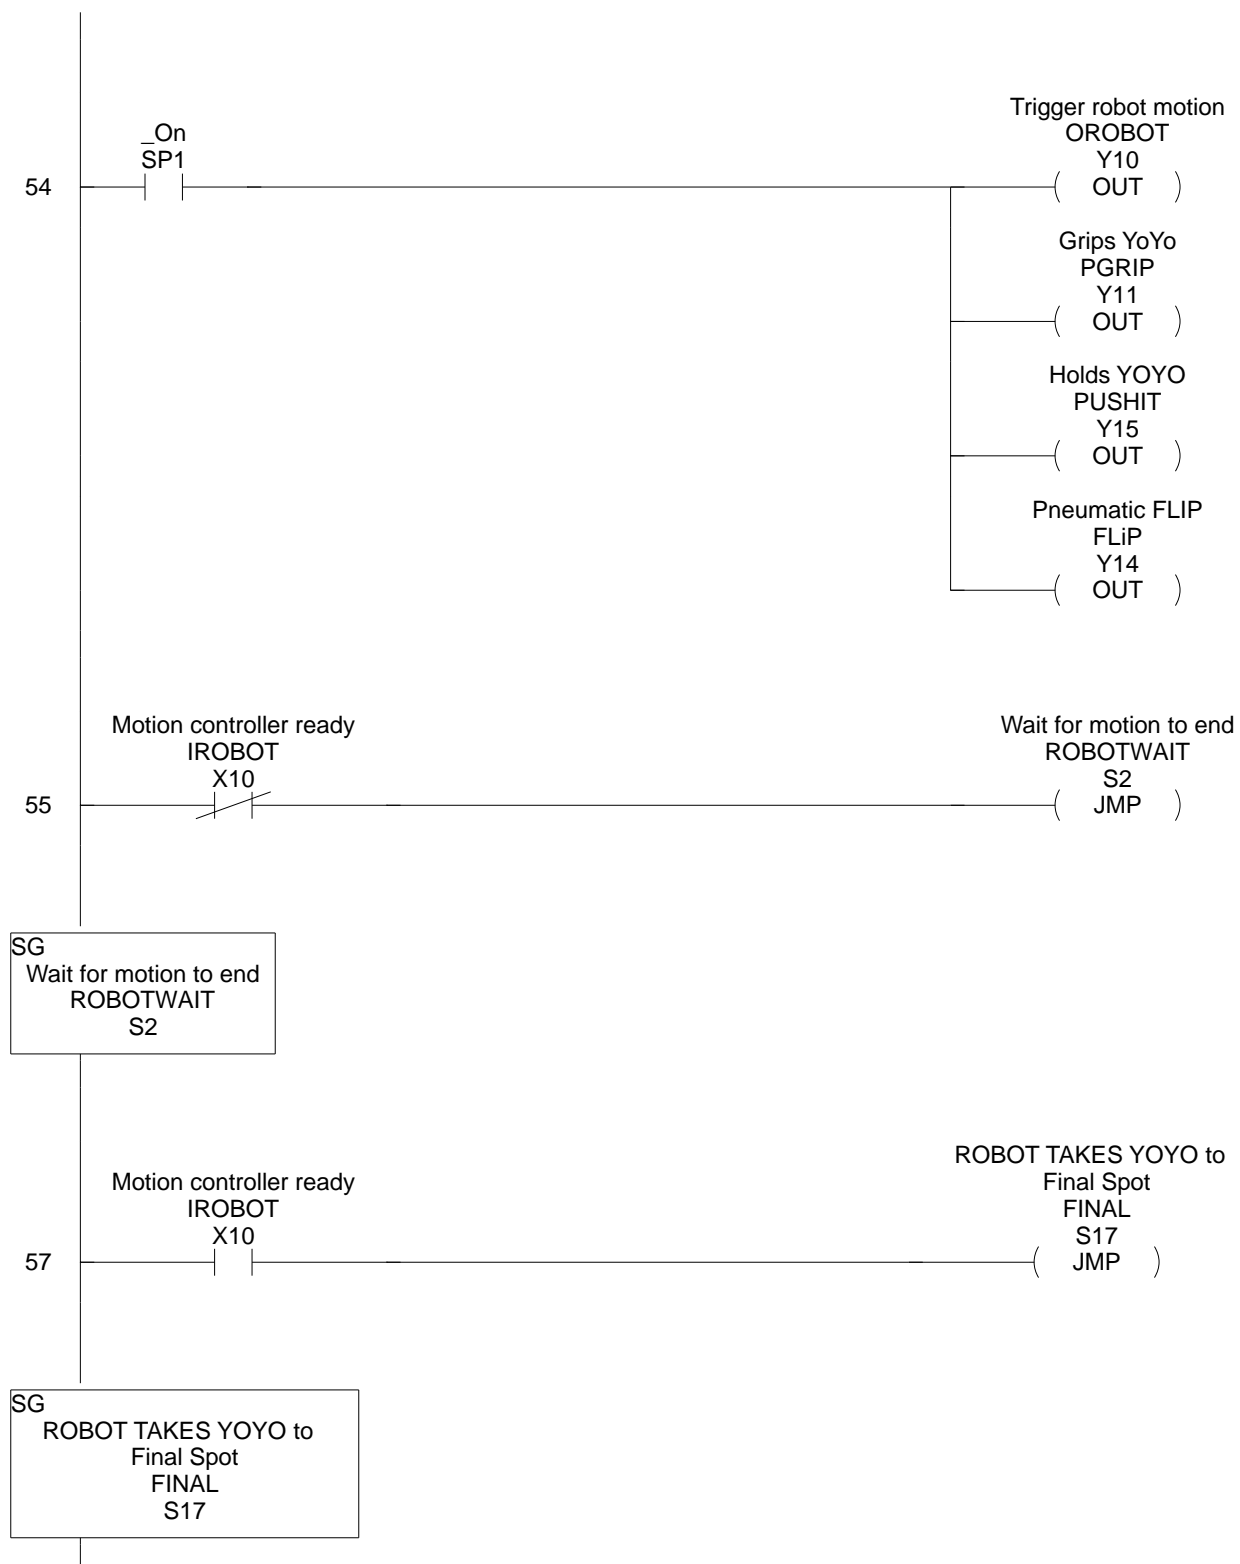 _On
SP1
54
Trigger robot motion
OROBOT
Y10
OUT
Grips YoYo
PGRIP
Y11
OUT
Holds YOYO
PUSHIT
Y15
OUT
Pneumatic FLIP
FLiP
Y14
OUT
Motion controller ready
IROBOT
X10
55
Wait for motion to end
ROBOTWAIT
S2
JMP
SG
Wait for motion to end
ROBOTWAIT
S2
Motion controller ready
IROBOT
X10
57
ROBOT TAKES YOYO to
Final Spot
FINAL
S17
JMP
SG
ROBOT TAKES YOYO to
Final Spot
FINAL
S17